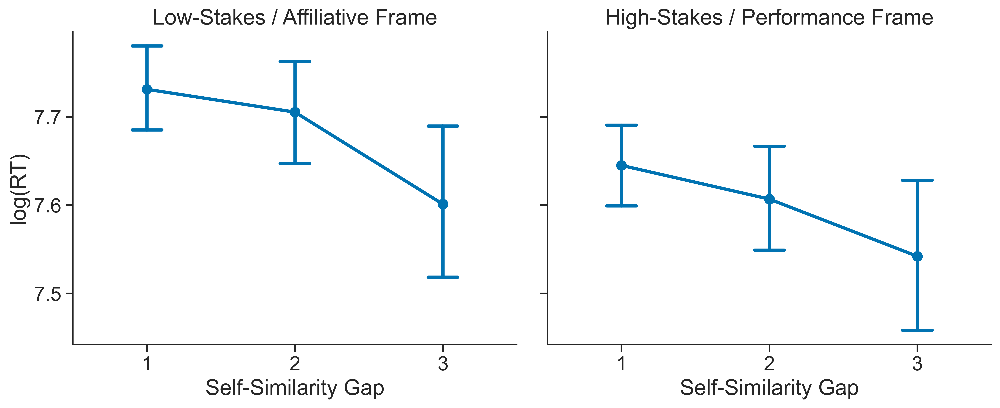 Low-Stakes / Affiliative Frame
High-Stakes / Performance Frame
log(RT)
7.7
7.6
7.5
1 2 3
1 2 3
Self-Similarity Gap
Self-Similarity Gap